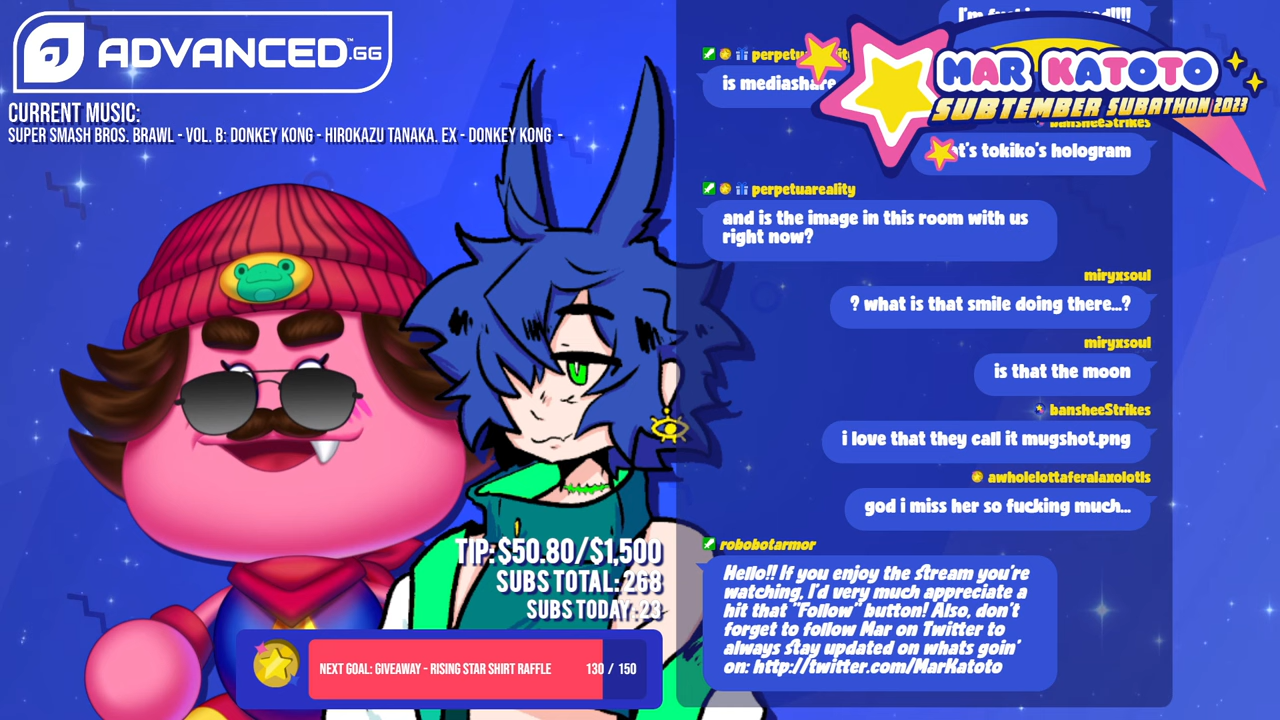 ADVANCED™.GG
CURRENT MUSIC:
SUPER SMASH BROS. BRAWL - VOL. B: DONKEY KONG - HIROKAZU TANAKA. EX - DONKEY KONG -
TIP: $50.80/$1,500
SUBS TOTAL: 268
SUBS TODAY: 23
NEXT GOAL: GIVEAWAY - RISING STAR SHIRT RAFFLE 130 / 150
MAR KATOTO
SUBTEMBER SUBATHON 2023
I'm
is mediashare
bansheeStrikes
tokiko's hologram
perpetuareality
and is the image in this room with us
right now?
miryxsoul
? what is that smile doing there...?
miryxsoul
is that the moon
bansheeStrikes
i love that they call it mugshot.png
awholelottaferalaxolotls
god i miss her so fucking much...
robobotarmor
Hello!! If you enjoy the stream you're
watching, I'd very much appreciate a
hit that "Follow" button! Also, don't
forget to follow Mar on Twitter to
always stay updated on whats goin'
on: http://twitter.com/MarKatoto